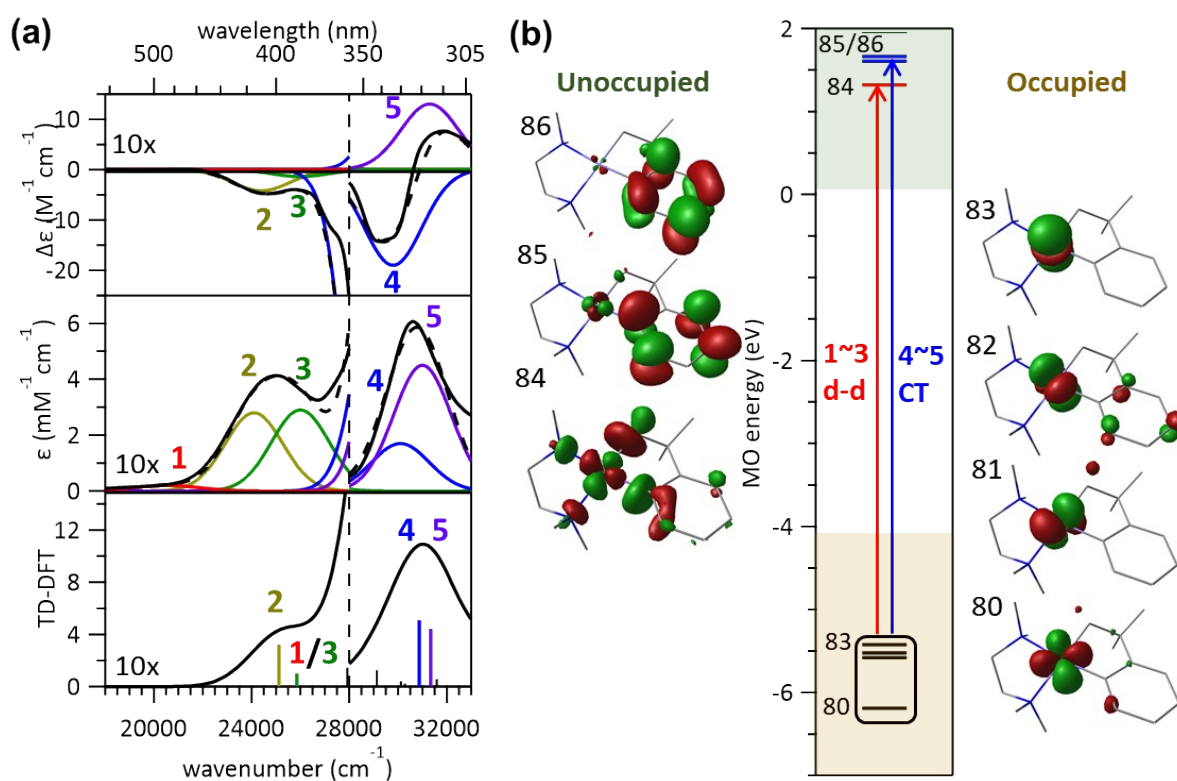 (a)
wavelength (nm)
500 400 350 305
10
0
-10
-20
Δε (M⁻¹ cm⁻¹)
10x
5
2
3
4
6
4
2
0
ε (mM⁻¹ cm⁻¹)
10x
1
2
3
4
5
12
8
4
0
TD-DFT
10x
2
1/3
4 5
20000 24000 28000 32000
wavenumber (cm⁻¹)
(b)
Unoccupied
86
85
84
MO energy (eV)
2
0
-2
-4
-6
85/86
84
1~3
d-d
4~5
CT
83
80
Occupied
83
82
81
80